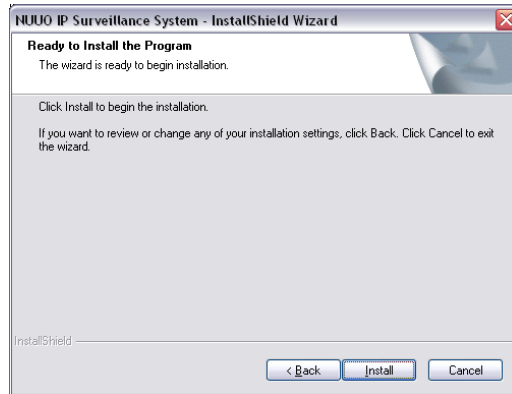 NUUO IP Surveillance System - InstallShield Wizard
Ready to Install the Program
The wizard is ready to begin installation.
Click Install to begin the installation.
If you want to review or change any of your installation settings, click Back. Click Cancel to exit
the wizard.
InstallShield
< Back Install Cancel